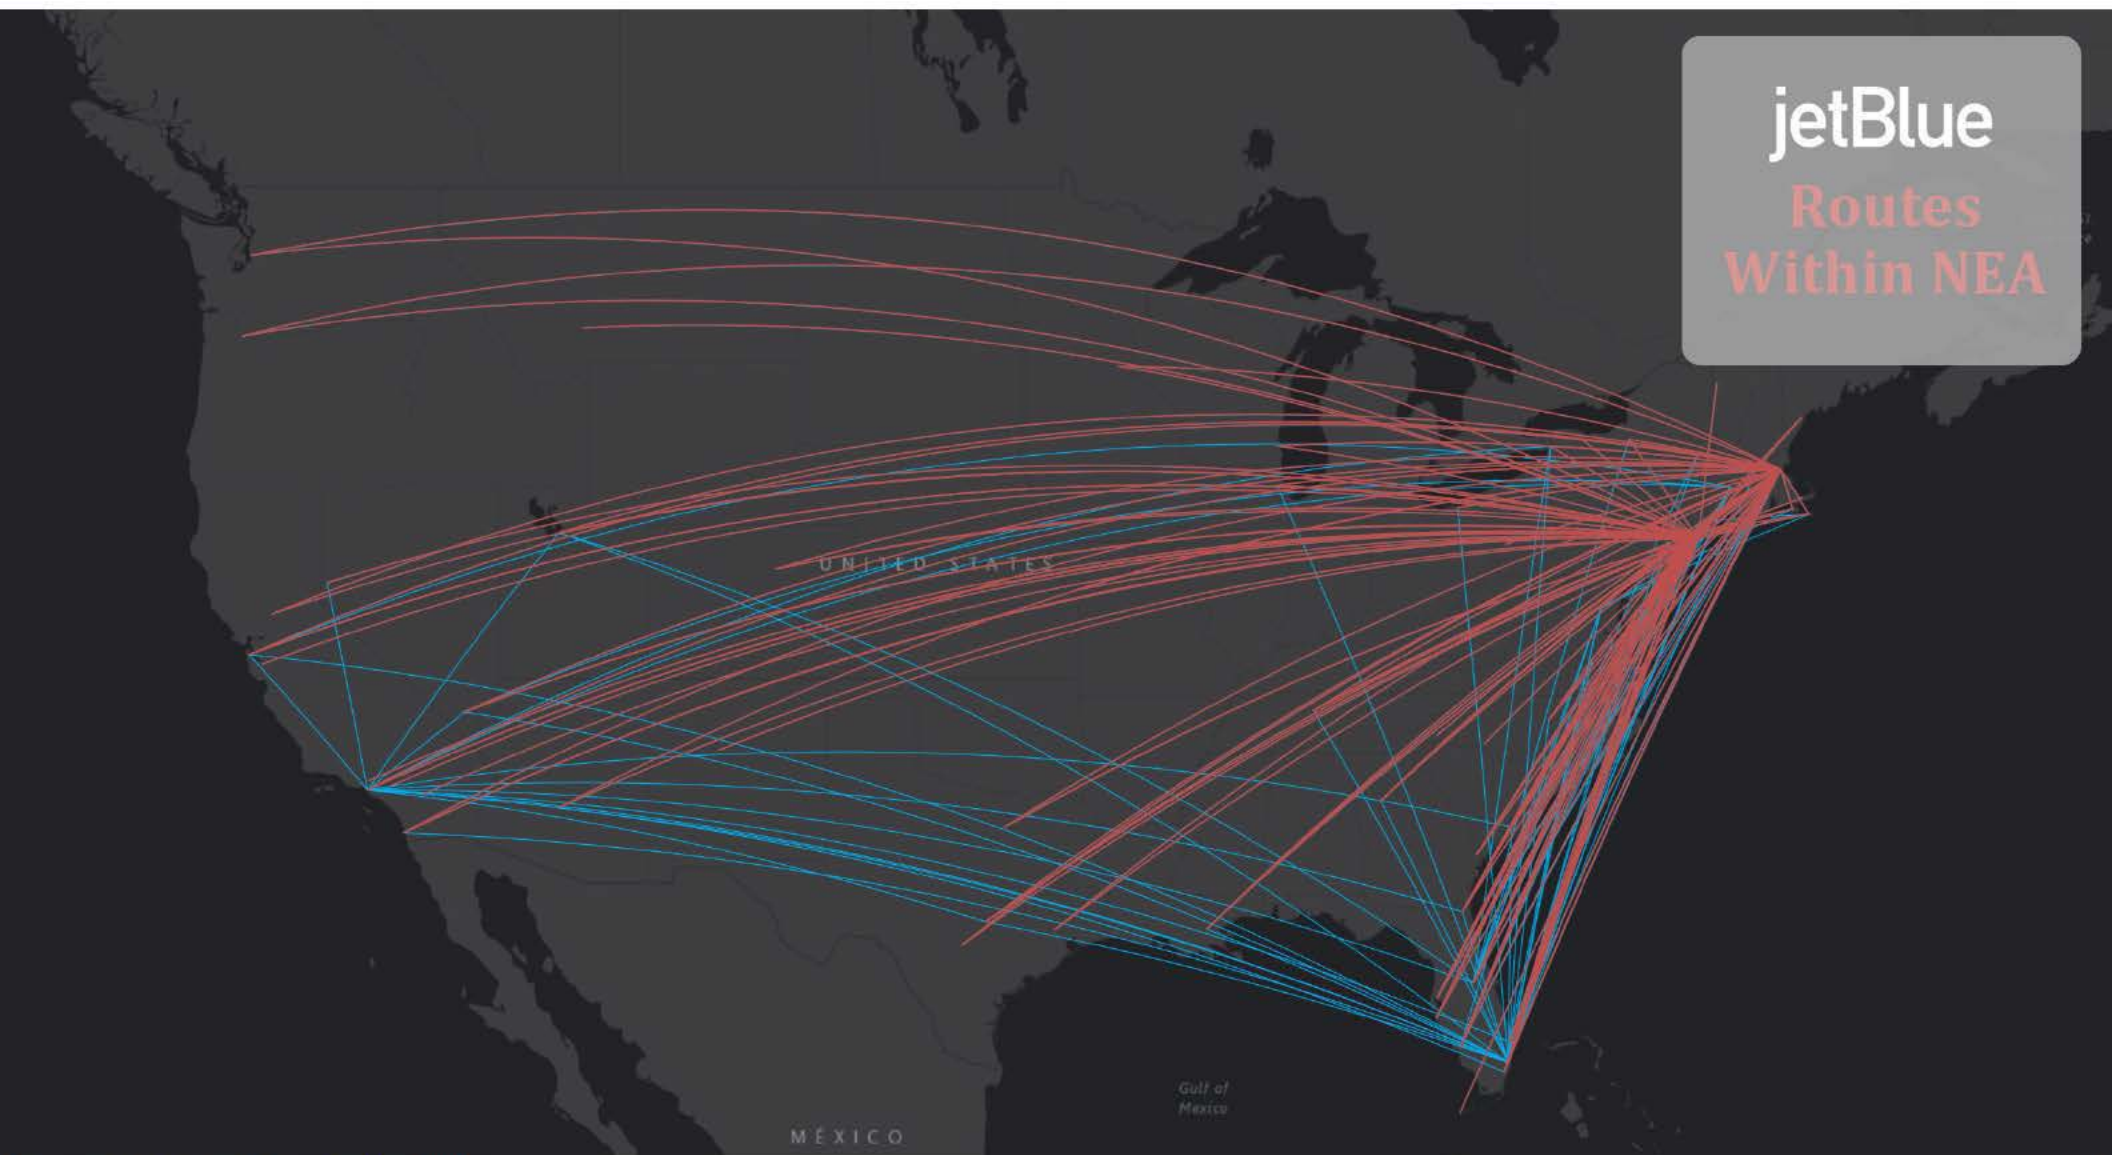 jetBlue
Routes
Within NEA
UNITED STATES
Gulf of
Mexico
MÉXICO